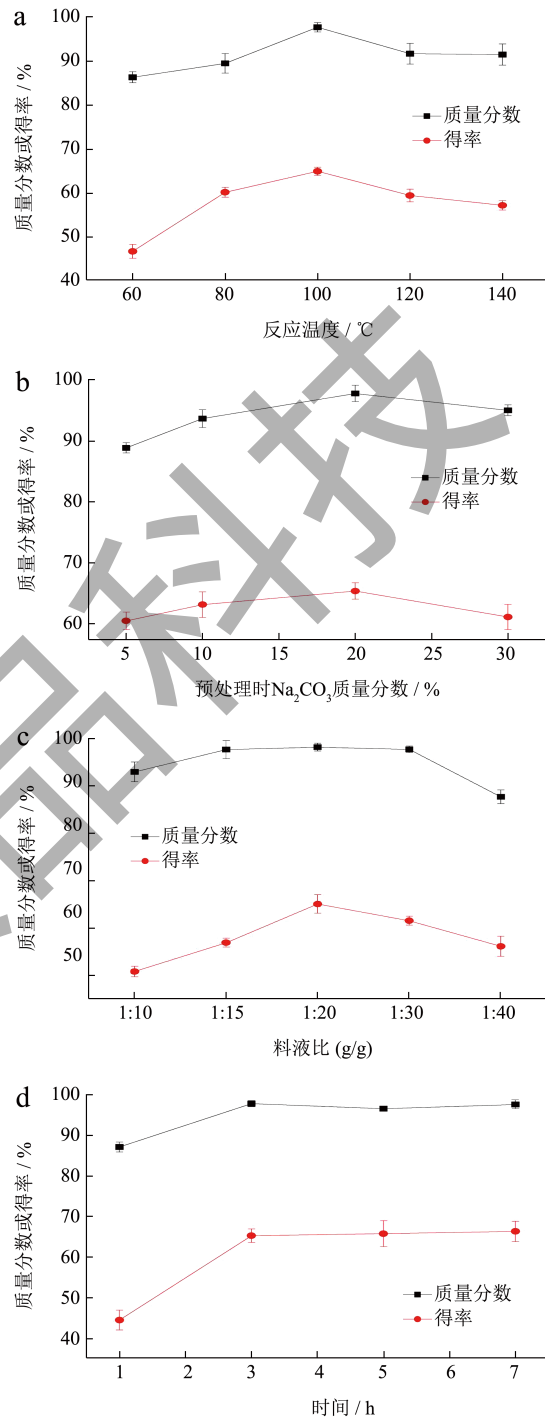 a
100
90
80
70
60
50
40
质量分数或得率 / %
质量分数
得率
60
80
100
120
140
反应温度 / ℃
b
100
90
80
70
60
质量分数或得率 / %
质量分数
得率
5
10
15
20
25
30
预处理时Na₂CO₃质量分数 / %
c
100
90
80
70
60
50
质量分数或得率 / %
质量分数
得率
1:10
1:15
1:20
1:30
1:40
料液比 (g/g)
d
100
90
80
70
60
50
40
质量分数或得率 / %
质量分数
得率
1
2
3
4
5
6
7
时间 / h
品科技